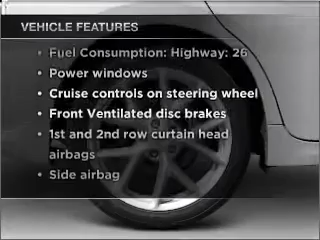 VEHICLE FEATURES
• Fuel Consumption: Highway: 26
• Power windows
• Cruise controls on steering wheel
• Front Ventilated disc brakes
• 1st and 2nd row curtain head
airbags
• Side airbag